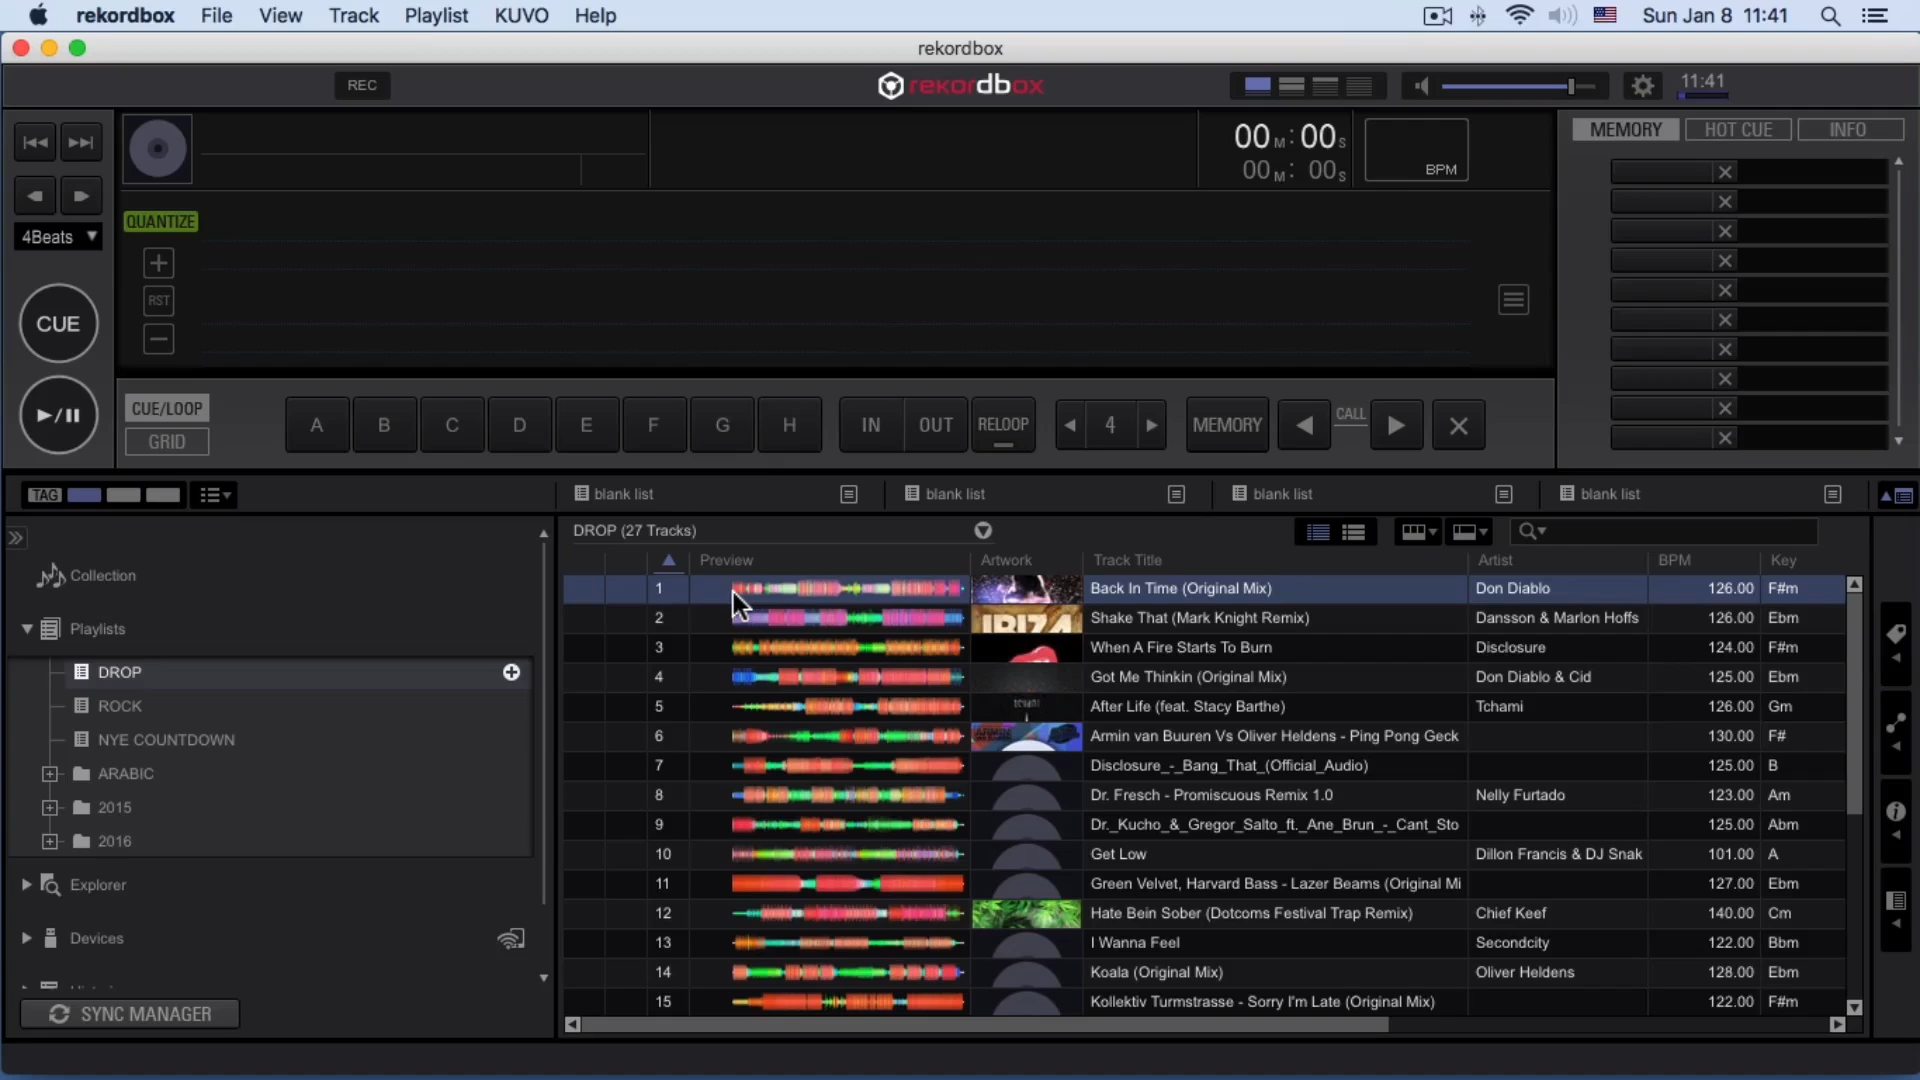 rekordbox File View Track Playlist KUVO Help Sun Jan 8 11:41
rekordbox
REC rekordbox 11:41
00 M : 00 S
00 M : 00 S
BPM
MEMORY HOT CUE INFO
QUANTIZE
4Beats
RST
CUE
CUE/LOOP
GRID
A B C D E F G H IN OUT RELOOP 4 MEMORY CALL
TAG blank list blank list blank list blank list
DROP (27 Tracks)
Preview Artwork Track Title Artist BPM Key
Collection
Playlists
DROP
ROCK
NYE COUNTDOWN
ARABIC
2015
2016
Explorer
Devices
SYNC MANAGER
1 Back In Time (Original Mix) Don Diablo 126.00 F#m
2 IBIZA Shake That (Mark Knight Remix) Dansson & Marlon Hoffs 126.00 Ebm
3 When A Fire Starts To Burn Disclosure 124.00 F#m
4 Got Me Thinkin (Original Mix) Don Diablo & Cid 125.00 Ebm
5 TCHAMI After Life (feat. Stacy Barthe) Tchami 126.00 Gm
6 Armin van Buuren Vs Oliver Heldens - Ping Pong Geck 130.00 F#
7 Disclosure_-_Bang_That_(Official_Audio) 125.00 B
8 Dr. Fresch - Promiscuous Remix 1.0 Nelly Furtado 123.00 Am
9 Dr._Kucho_&_Gregor_Salto_ft._Ane_Brun_-_Cant_Sto 125.00 Abm
10 Get Low Dillon Francis & DJ Snak 101.00 A
11 Green Velvet, Harvard Bass - Lazer Beams (Original Mi 127.00 Ebm
12 Hate Bein Sober (Dotcoms Festival Trap Remix) Chief Keef 140.00 Cm
13 I Wanna Feel Secondcity 122.00 Bbm
14 Koala (Original Mix) Oliver Heldens 128.00 Ebm
15 Kollektiv Turmstrasse - Sorry I'm Late (Original Mix) 122.00 F#m